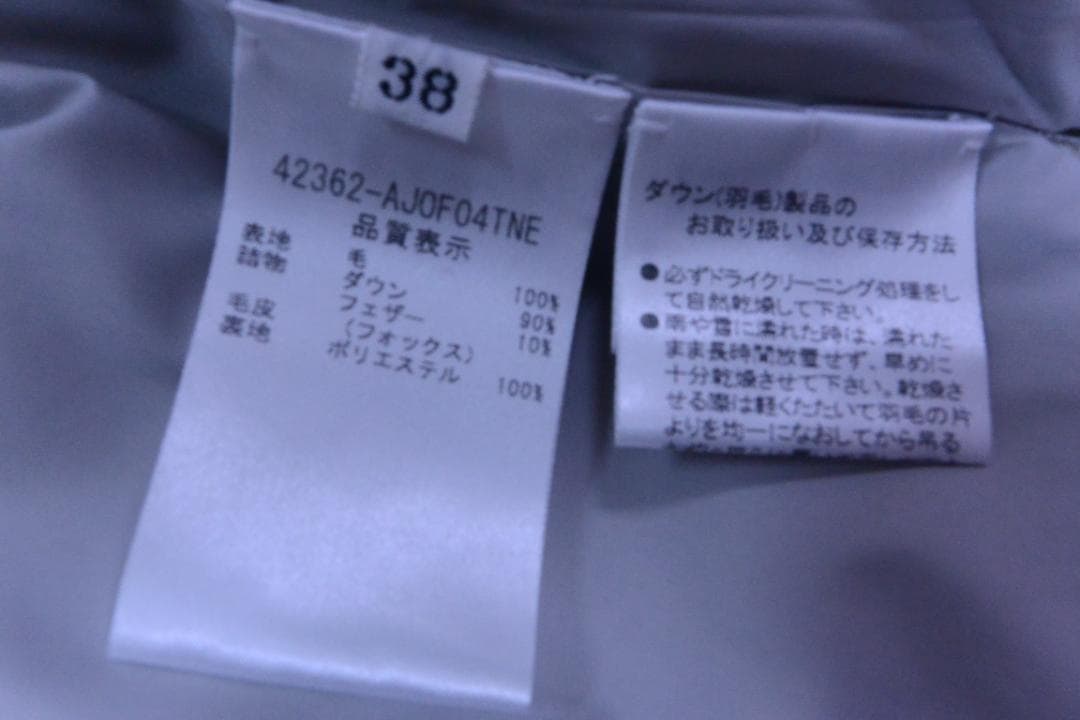 38
42362-AJ0F04TNE
品質表示
表地 毛 100%
詰物 ダウン 90%
フェザー 10%
毛皮 (フォックス)
裏地 ポリエステル 100%
ダウン(羽毛)製品の
お取り扱い及び保存方法
●必ずドライクリーニング処理をし
て自然乾燥して下さい。
●雨や雪に濡れた時は、濡れた
まま長時間放置せず、早めに
十分乾燥させて下さい。乾燥さ
せる際は軽くたたいて羽毛の片
よりを均一になおしてから吊る